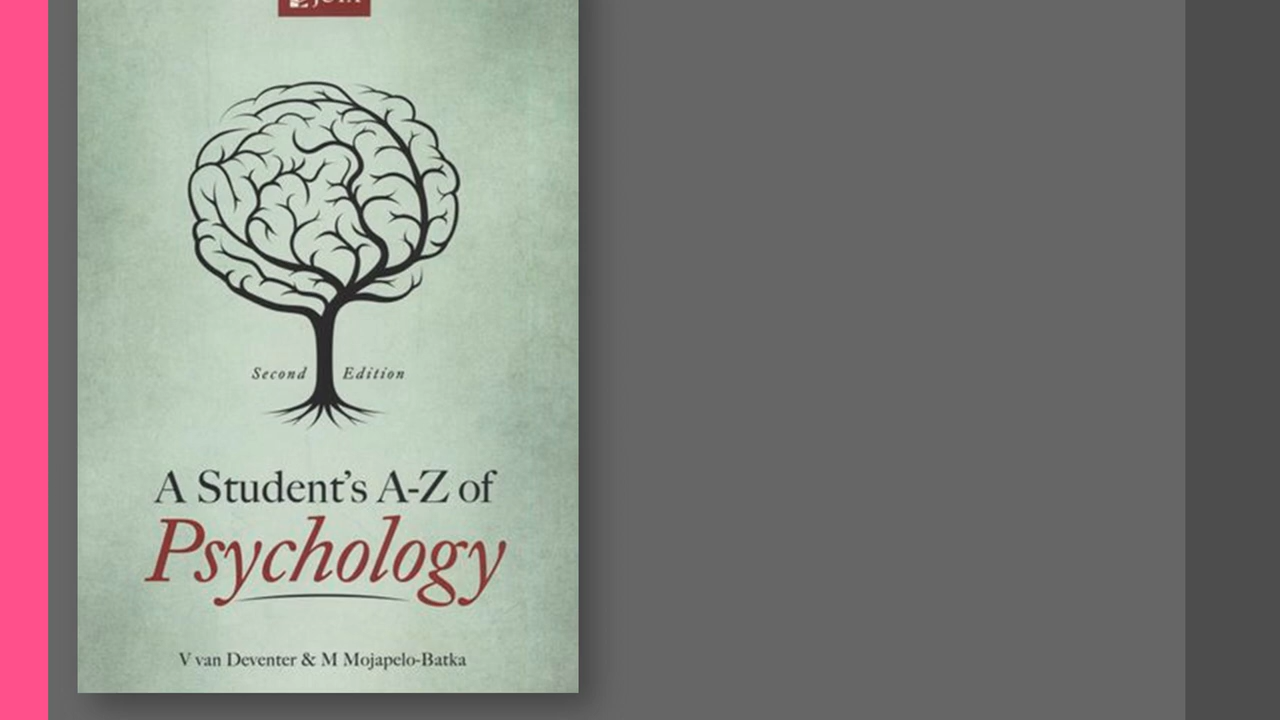 Second Edition
A Student's A-Z of
Psychology
V van Deventer & M Mojapelo-Batka